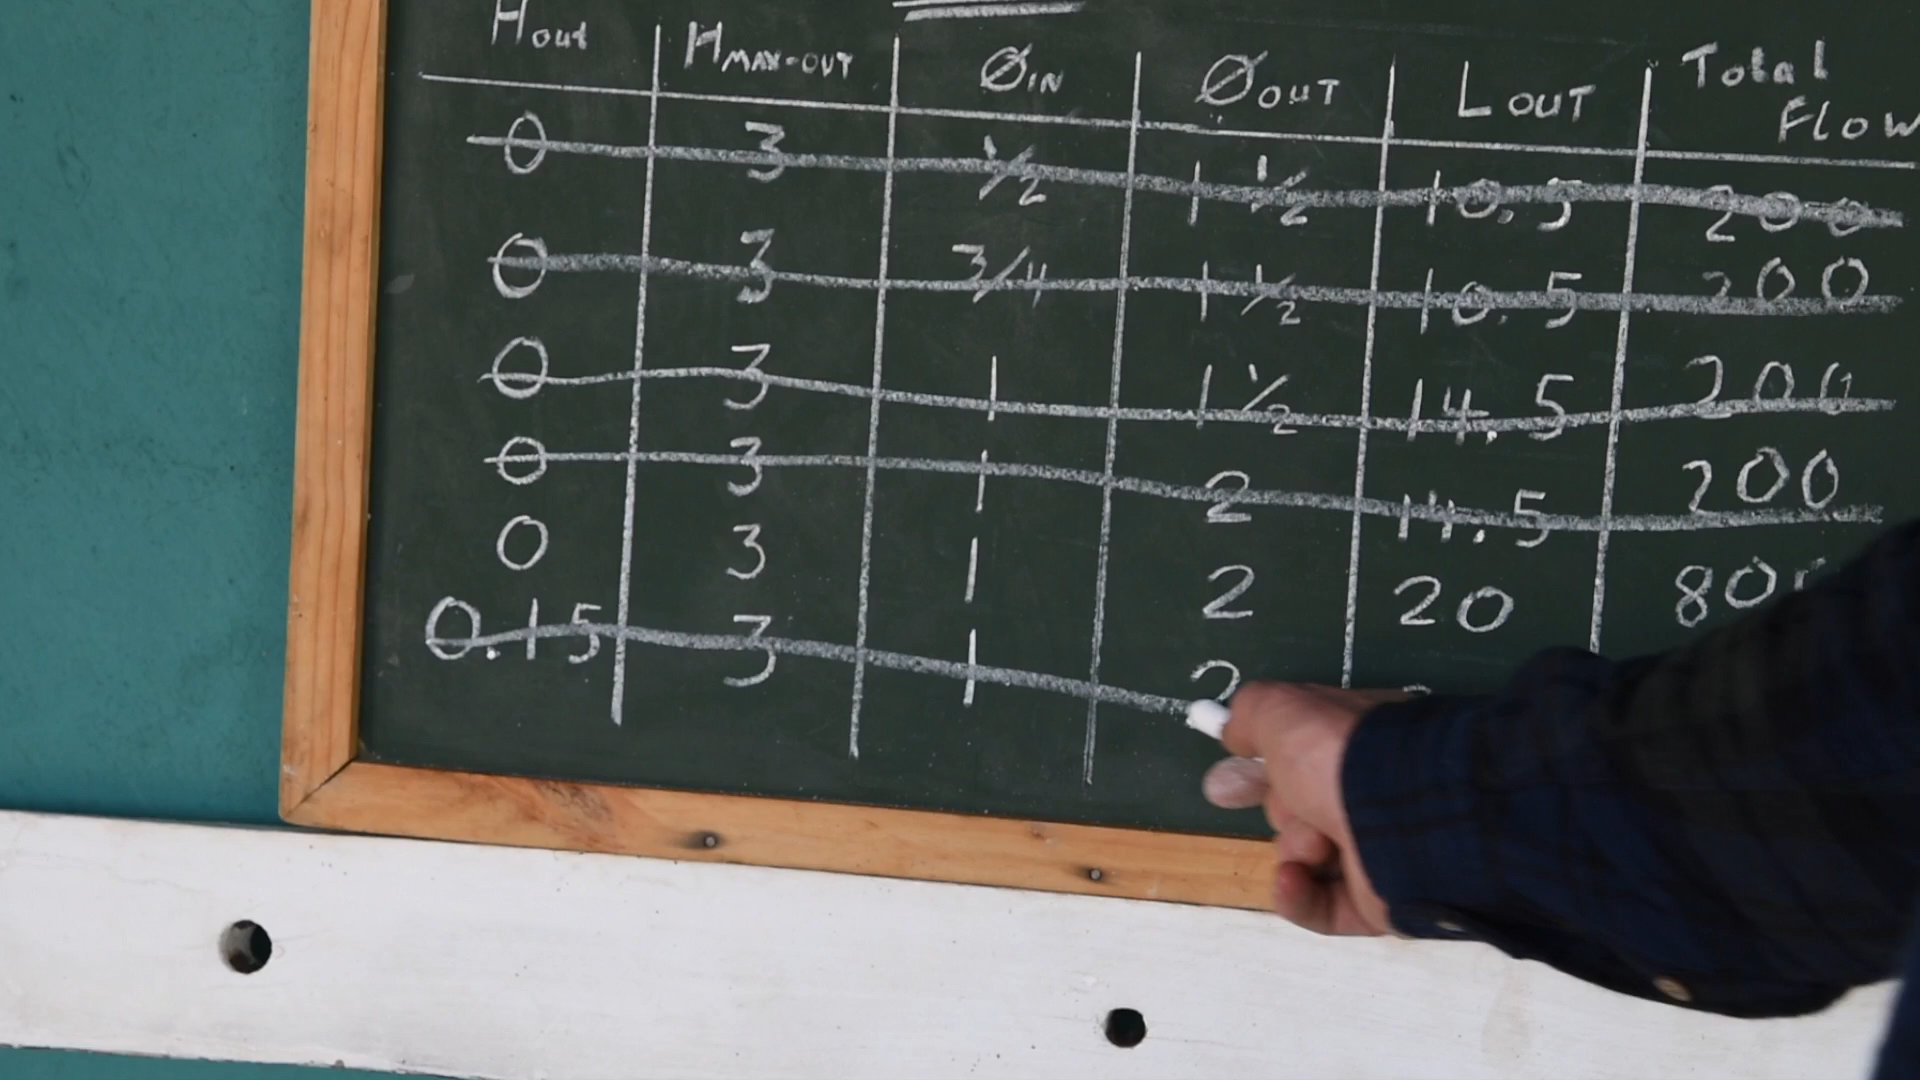 Hout HMAX-OUT ØIN ØOUT LOUT Total Flow
0 3 1/2 1 1/2 10.5 200
0 3 3/4 1 1/2 10.5 200
0 3 1 1 1/2 14.5 200
0 3 1 2 14.5 200
0 3 1 2 20
0.15 3 1 2